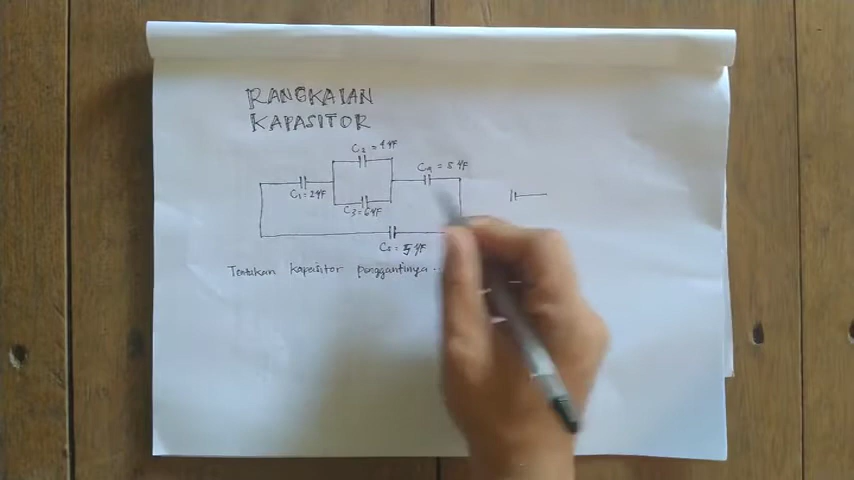 RANGKAIAN
KAPASITOR
C2 = 4 μF
C4 = 5 μF
C1 = 2 μF
C3 = 6 μF
C5 = 5 μF
Tentukan kapasitor penggantinya